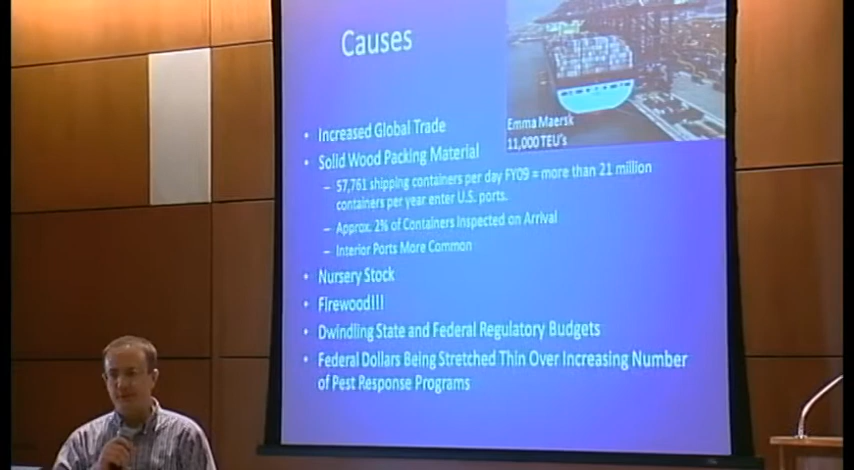 Causes
Emma Maersk
11,000 TEU's
• Increased Global Trade
• Solid Wood Packing Material
– 57,761 shipping containers per day FY09 = more than 21 million
containers per year enter U.S. ports.
– Approx. 2% of Containers Inspected on Arrival
– Interior Ports More Common
• Nursery Stock
• Firewood!!!
• Dwindling State and Federal Regulatory Budgets
• Federal Dollars Being Stretched Thin Over Increasing Number
of Pest Response Programs